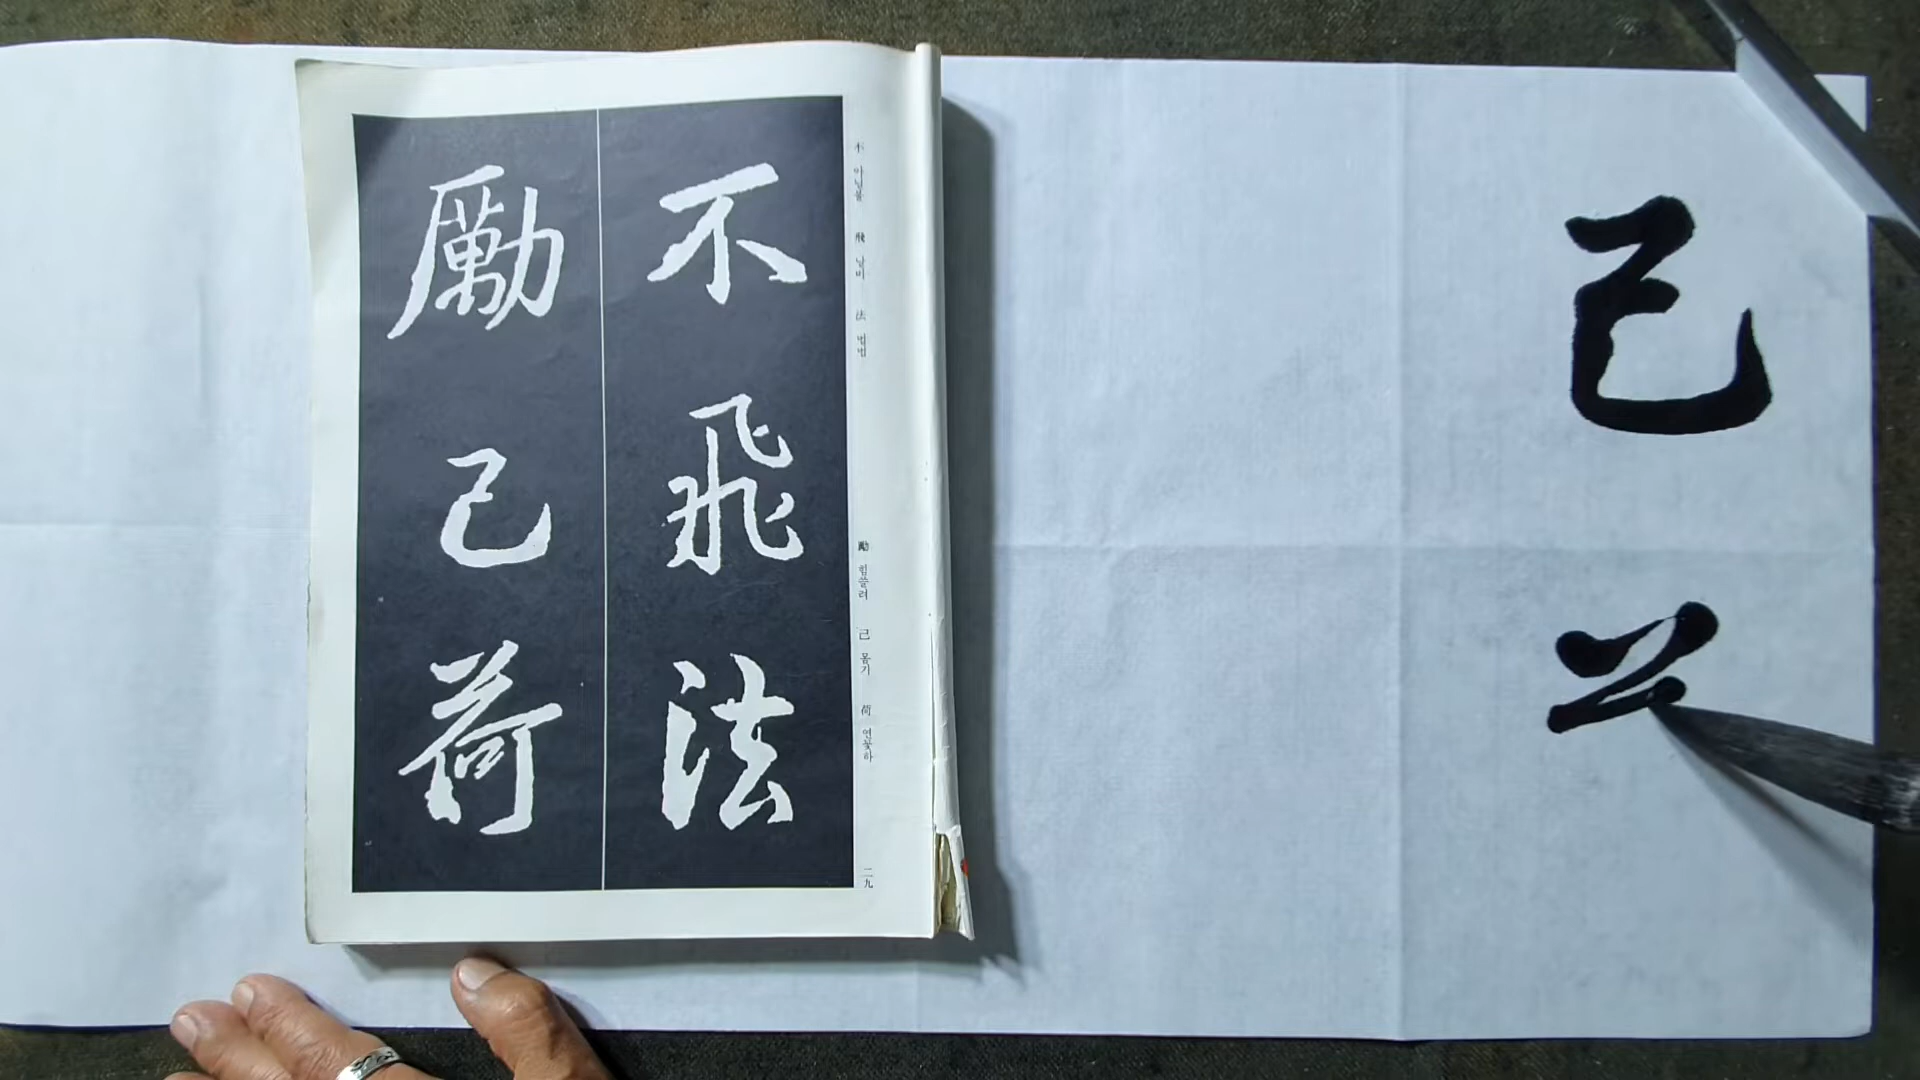 己
不飛法
勵己荷
不 아닐불 飛 날비 法 법법
勵 힘쓸려 己 몸기 荷 연꽃하
二九